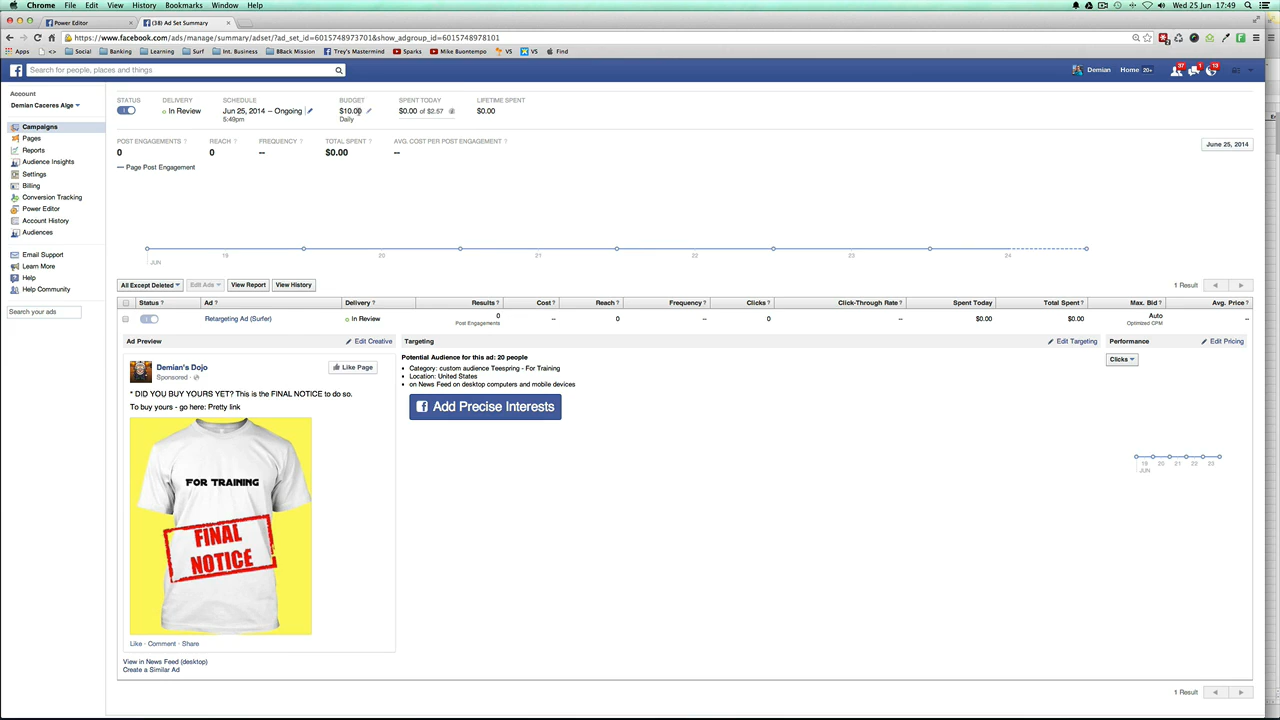 Chrome File Edit View History Bookmarks Window Help
Wed 25 Jun 17:49
Power Editor
(38) Ad Set Summary
https://www.facebook.com/ads/manage/summary/adset/?ad_set_id=6015748973701&show_adgroup_id=6015748978101
Apps Social Banking Learning Surf Int. Business BBack Mission Trey's Mastermind Sparks Mike Buontempo VS VS Find
Search for people, places and things
Demian Home 20+ 37 1 13
Account
Demian Caceres Alge
Campaigns
Pages
Reports
Audience Insights
Settings
Billing
Conversion Tracking
Power Editor
Account History
Audiences
Email Support
Learn More
Help
Help Community
Search your ads
STATUS DELIVERY SCHEDULE BUDGET SPENT TODAY LIFETIME SPENT
In Review Jun 25, 2014 – Ongoing $10.00 $0.00 of $2.57 $0.00
5:49pm Daily
POST ENGAGEMENTS ? REACH ? FREQUENCY ? TOTAL SPENT ? AVG. COST PER POST ENGAGEMENT ?
0 0 -- $0.00 --
June 25, 2014
Page Post Engagement
19 20 21 22 23 24
JUN
All Except Deleted Edit Ads View Report View History
1 Result
Status ? Ad ? Delivery ? Results ? Cost ? Reach ? Frequency ? Clicks ? Click-Through Rate ? Spent Today Total Spent ? Max. Bid ? Avg. Price ?
Retargeting Ad (Surfer) In Review 0 -- 0 -- 0 -- $0.00 $0.00 Auto --
Post Engagements Optimized CPM
Ad Preview Edit Creative Targeting Edit Targeting Performance Edit Pricing
Demian's Dojo
Sponsored ·
Like Page
* DID YOU BUY YOURS YET? This is the FINAL NOTICE to do so.
To buy yours - go here: Pretty link
FOR TRAINING
FINAL
NOTICE
Like · Comment · Share
View in News Feed (desktop)
Create a Similar Ad
Potential Audience for this ad: 20 people
Category: custom audience Teespring - For Training
Location: United States
on News Feed on desktop computers and mobile devices
Add Precise Interests
Clicks
19 20 21 22 23
JUN
1 Result